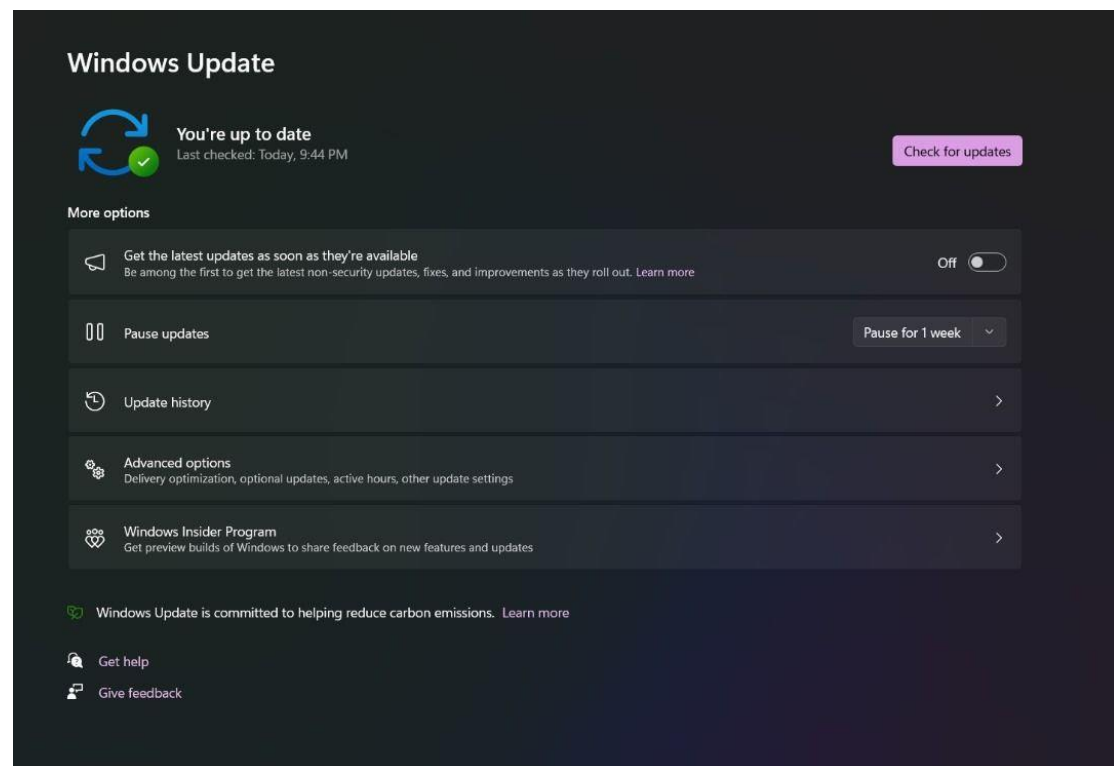 Windows Update
You're up to date
Last checked: Today, 9:44 PM
Check for updates
More options
Get the latest updates as soon as they're available
Be among the first to get the latest non-security updates, fixes, and improvements as they roll out. Learn more
Off
Pause updates
Pause for 1 week
Update history
Advanced options
Delivery optimization, optional updates, active hours, other update settings
Windows Insider Program
Get preview builds of Windows to share feedback on new features and updates
Windows Update is committed to helping reduce carbon emissions. Learn more
Get help
Give feedback